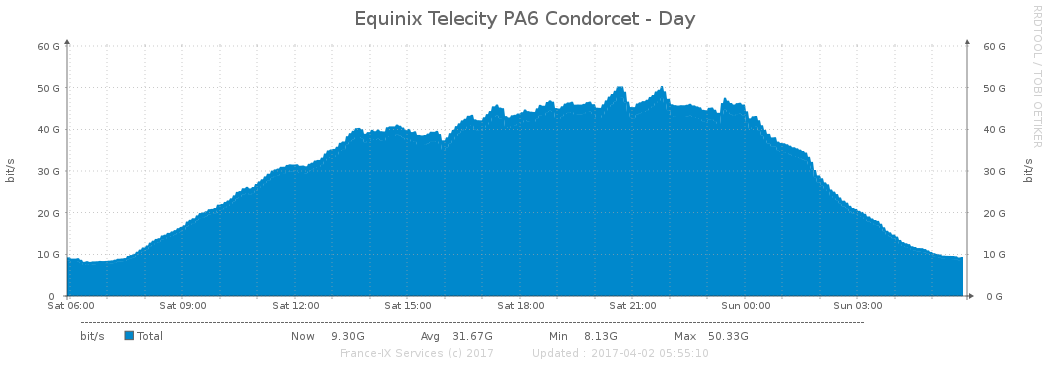 Equinix Telecity PA6 Condorcet - Day
RRDTOOL / TOBI OETIKER
60 G 60 G
50 G 50 G
40 G 40 G
30 G 30 G
20 G 20 G
10 G 10 G
0 0 G
bit/s bit/s
Sat 06:00 Sat 09:00 Sat 12:00 Sat 15:00 Sat 18:00 Sat 21:00 Sun 00:00 Sun 03:00
bit/s Total Now 9.30G Avg 31.67G Min 8.13G Max 50.33G
France-IX Services (c) 2017 Updated : 2017-04-02 05:55:10